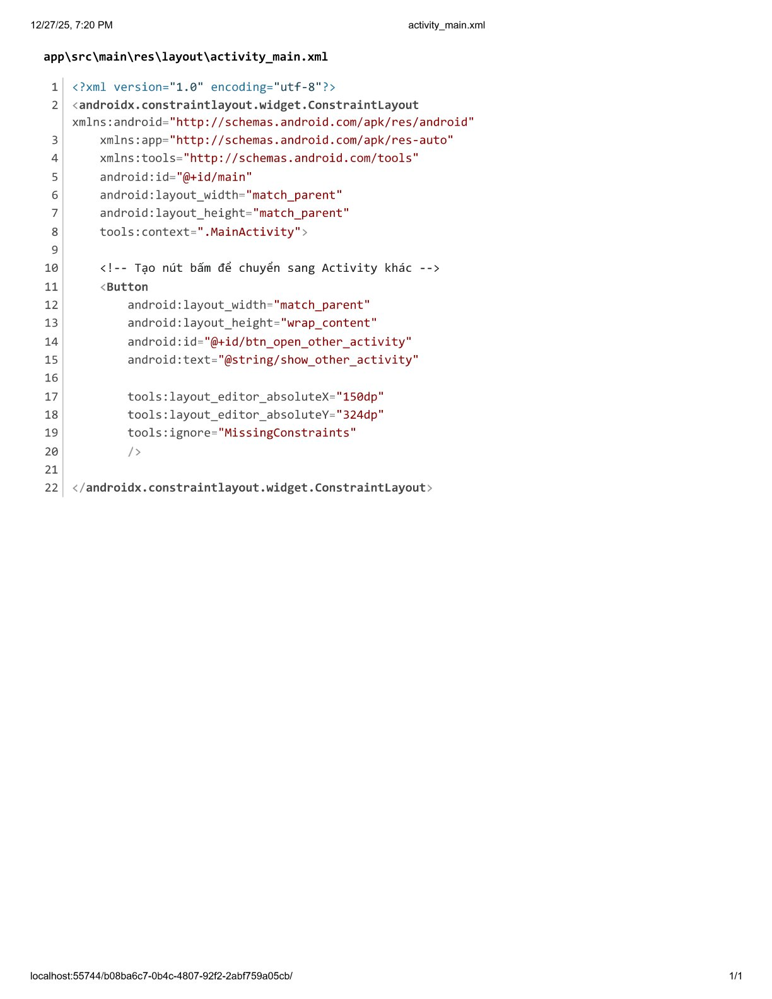 12/27/25, 7:20 PM activity_main.xml
app\src\main\res\layout\activity_main.xml
1 <?xml version="1.0" encoding="utf-8"?>
2 <androidx.constraintlayout.widget.ConstraintLayout
xmlns:android="http://schemas.android.com/apk/res/android"
3 xmlns:app="http://schemas.android.com/apk/res-auto"
4 xmlns:tools="http://schemas.android.com/tools"
5 android:id="@+id/main"
6 android:layout_width="match_parent"
7 android:layout_height="match_parent"
8 tools:context=".MainActivity">
9
10 <!-- Tạo nút bấm để chuyển sang Activity khác -->
11 <Button
12 android:layout_width="match_parent"
13 android:layout_height="wrap_content"
14 android:id="@+id/btn_open_other_activity"
15 android:text="@string/show_other_activity"
16
17 tools:layout_editor_absoluteX="150dp"
18 tools:layout_editor_absoluteY="324dp"
19 tools:ignore="MissingConstraints"
20 />
21
22 </androidx.constraintlayout.widget.ConstraintLayout>
localhost:55744/b08ba6c7-0b4c-4807-92f2-2abf759a05cb/ 1/1